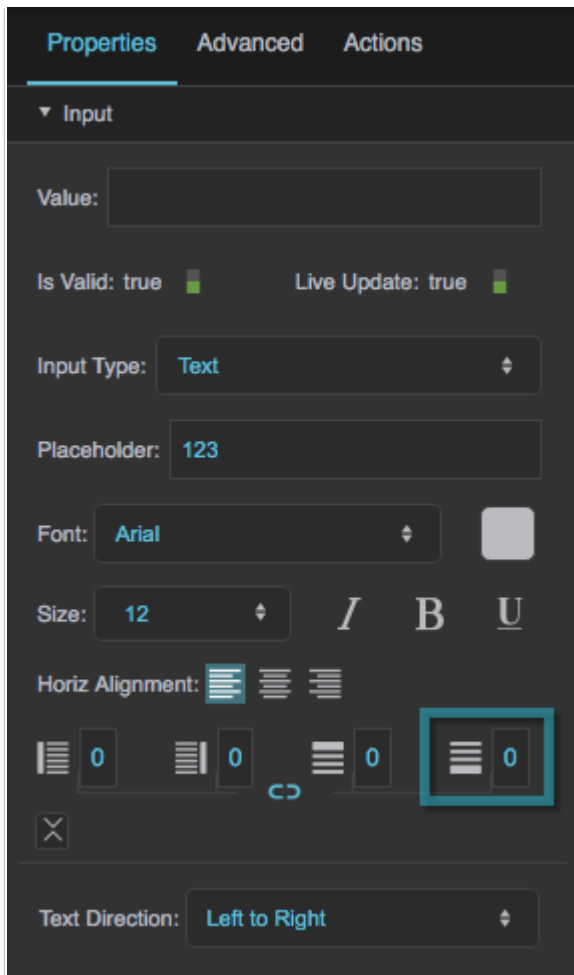 Properties Advanced Actions
Input
Value:
Is Valid: true Live Update: true
Input Type: Text
Placeholder: 123
Font: Arial
Size: 12 I B U
Horiz Alignment:
0 0 0 0
Text Direction: Left to Right